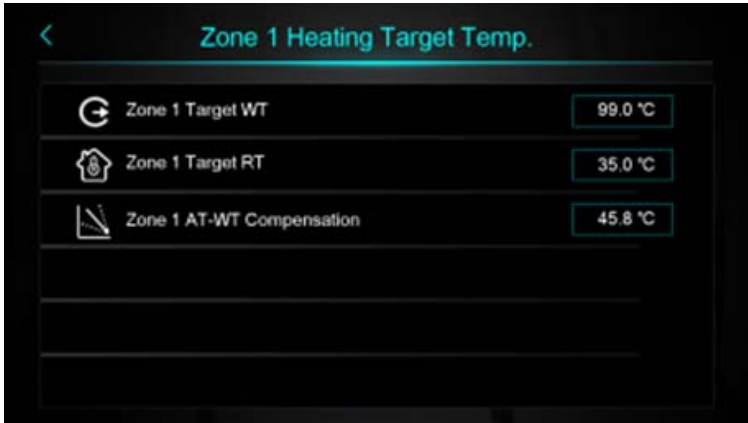 Zone 1 Heating Target Temp.
Zone 1 Target WT 99.0 ℃
Zone 1 Target RT 35.0 ℃
Zone 1 AT-WT Compensation 45.8 ℃